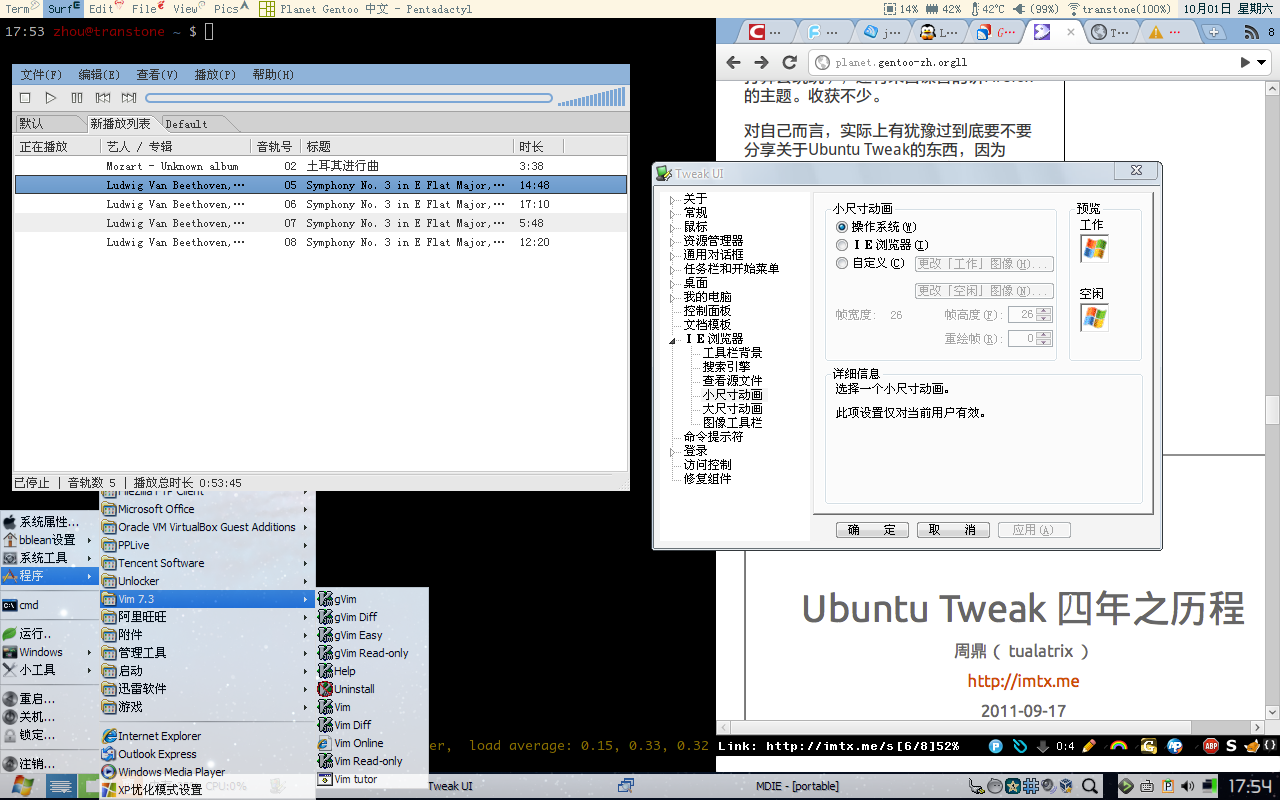 Term Surf Edit File View Pics Planet Gentoo 中文 - Pentadactyl 14% 42% 42°C (99%) transtone(100%) 10月01日 星期六
17:53 zhou@transtone ~ $
C ··· F ··· j··· L··· G··· T··· ··· 8
planet.gentoo-zh.orgll
的主题。收获不少。
对自己而言，实际上有犹豫过到底要不要
分享关于Ubuntu Tweak的东西，因为
文件(F) 编辑(E) 查看(V) 播放(P) 帮助(H)
默认 新播放列表 Default
正在播放 艺人 / 专辑 音轨号 标题 时长
Mozart - Unknown album 02 土耳其进行曲 3:38
Ludwig Van Beethoven,··· 05 Symphony No. 3 in E Flat Major,··· 14:48
Ludwig Van Beethoven,··· 06 Symphony No. 3 in E Flat Major,··· 17:10
Ludwig Van Beethoven,··· 07 Symphony No. 3 in E Flat Major,··· 5:48
Ludwig Van Beethoven,··· 08 Symphony No. 3 in E Flat Major,··· 12:20
已停止 | 音轨数 5 | 播放总时长 0:53:45
Tweak UI
关于
常规
鼠标
资源管理器
通用对话框
任务栏和开始菜单
桌面
我的电脑
控制面板
文档模板
ＩＥ浏览器
工具栏背景
搜索引擎
查看源文件
小尺寸动画
大尺寸动画
图像工具栏
命令提示符
登录
访问控制
修复组件
小尺寸动画
操作系统(W)
ＩＥ浏览器(I)
自定义(C) 更改「工作」图像(H)...
更改「空闲」图像(N)...
帧宽度: 26 帧高度(F): 26
重绘帧(R): 0
预览
工作
空闲
详细信息
选择一个小尺寸动画。
此项设置仅对当前用户有效。
确 定 取 消 应用(A)
Ubuntu Tweak 四年之历程
周鼎（ tualatrix ）
http://imtx.me
2011-09-17
系统属性...
bblean设置
系统工具
程序
cmd
运行..
Windows
小工具
重启...
关机...
锁定...
注销...
FileZilla FTP Client
Microsoft Office
Oracle VM VirtualBox Guest Additions
PPLive
Tencent Software
Unlocker
Vim 7.3
阿里旺旺
附件
管理工具
启动
迅雷软件
游戏
Internet Explorer
Outlook Express
Windows Media Player
XP优化模式设置
gVim
gVim Diff
gVim Easy
gVim Read-only
Help
Uninstall
Vim
Vim Diff
Vim Online
Vim Read-only
Vim tutor
er, load average: 0.15, 0.33, 0.32
Link: http://imtx.me/s[6/8]52% 0:4 ABP S
CPU:0% Tweak UI MDIE - [portable] 17:54